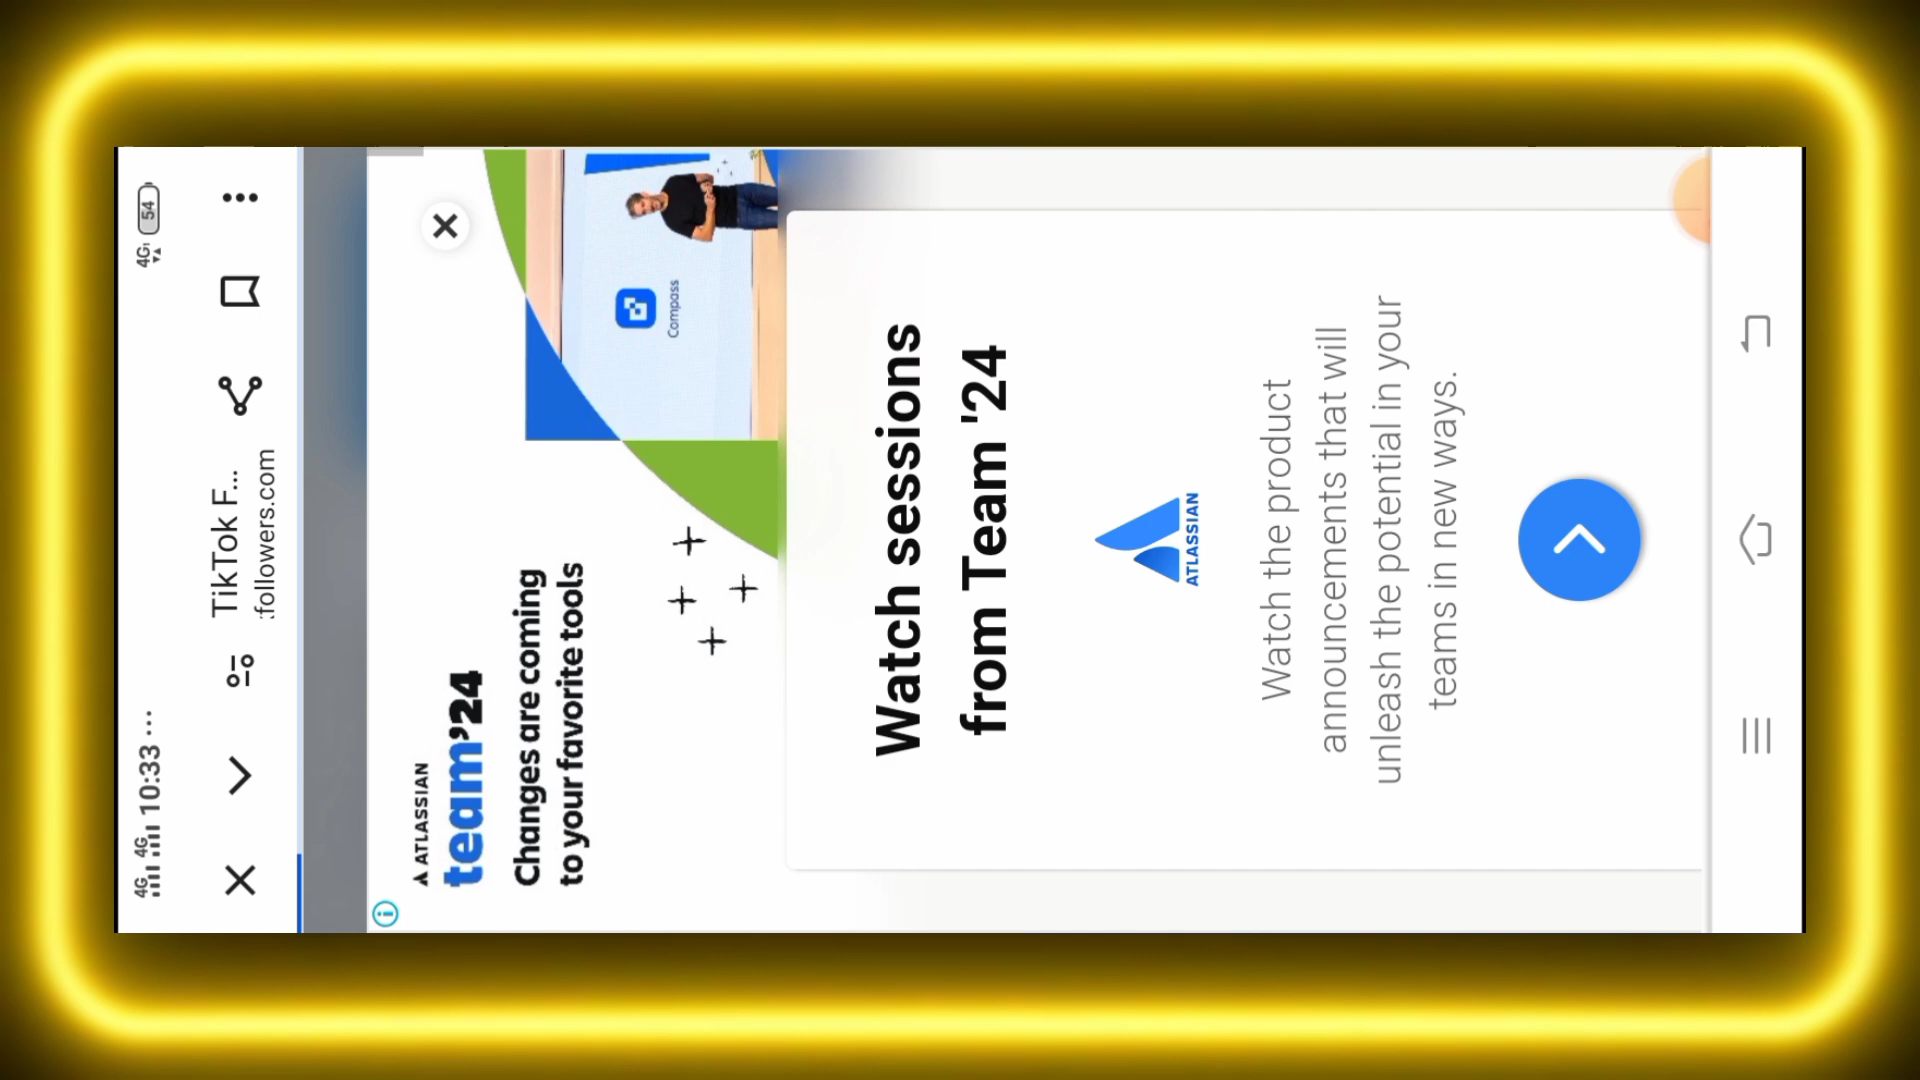 4G 4G 10:33 ...
4G 54
TikTok F...
followers.com
ATLASSIAN
team'24
Changes are coming
to your favorite tools
Compass
Watch sessions
from Team '24
ATLASSIAN
Watch the product
announcements that will
unleash the potential in your
teams in new ways.